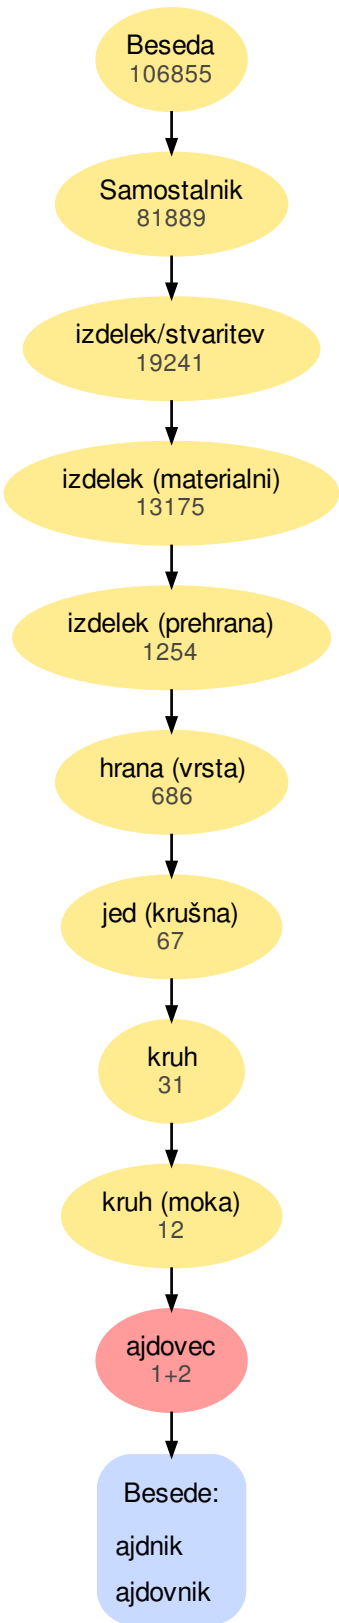 Beseda
106855
Samostalnik
81889
izdelek/stvaritev
19241
izdelek (materialni)
13175
izdelek (prehrana)
1254
hrana (vrsta)
686
jed (krušna)
67
kruh
31
kruh (moka)
12
ajdovec
1+2
Besede:
ajdnik
ajdovnik